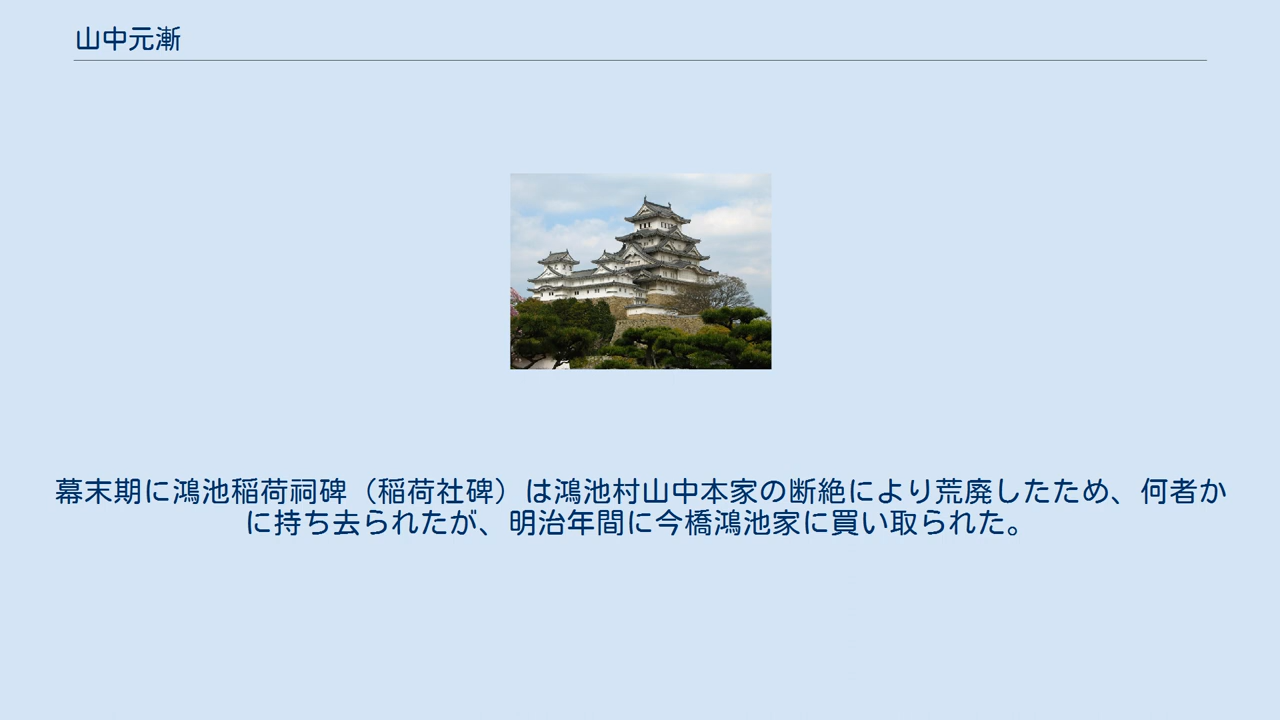 山中元漸
幕末期に鴻池稲荷祠碑（稲荷社碑）は鴻池村山中本家の断絶により荒廃したため、何者か
に持ち去られたが、明治年間に今橋鴻池家に買い取られた。